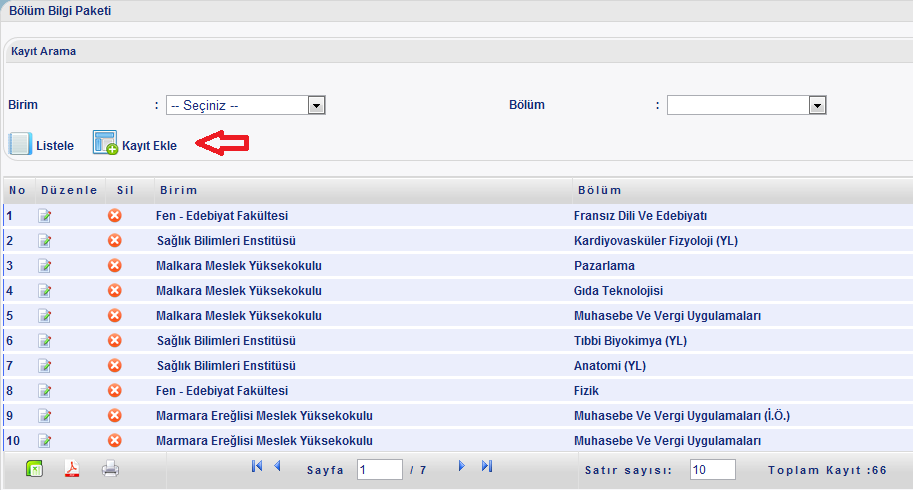 Bölüm Bilgi Paketi
Kayıt Arama
Birim : -- Seçiniz -- Bölüm :
Listele Kayıt Ekle
No Düzenle Sil Birim Bölüm
1 Fen - Edebiyat Fakültesi Fransız Dili Ve Edebiyatı
2 Sağlık Bilimleri Enstitüsü Kardiyovasküler Fizyoloji (YL)
3 Malkara Meslek Yüksekokulu Pazarlama
4 Malkara Meslek Yüksekokulu Gıda Teknolojisi
5 Malkara Meslek Yüksekokulu Muhasebe Ve Vergi Uygulamaları
6 Sağlık Bilimleri Enstitüsü Tıbbi Biyokimya (YL)
7 Sağlık Bilimleri Enstitüsü Anatomi (YL)
8 Fen - Edebiyat Fakültesi Fizik
9 Marmara Ereğlisi Meslek Yüksekokulu Muhasebe Ve Vergi Uygulamaları (İ.Ö.)
10 Marmara Ereğlisi Meslek Yüksekokulu Muhasebe Ve Vergi Uygulamaları
Sayfa 1 / 7 Satır sayısı: 10 Toplam Kayıt :66